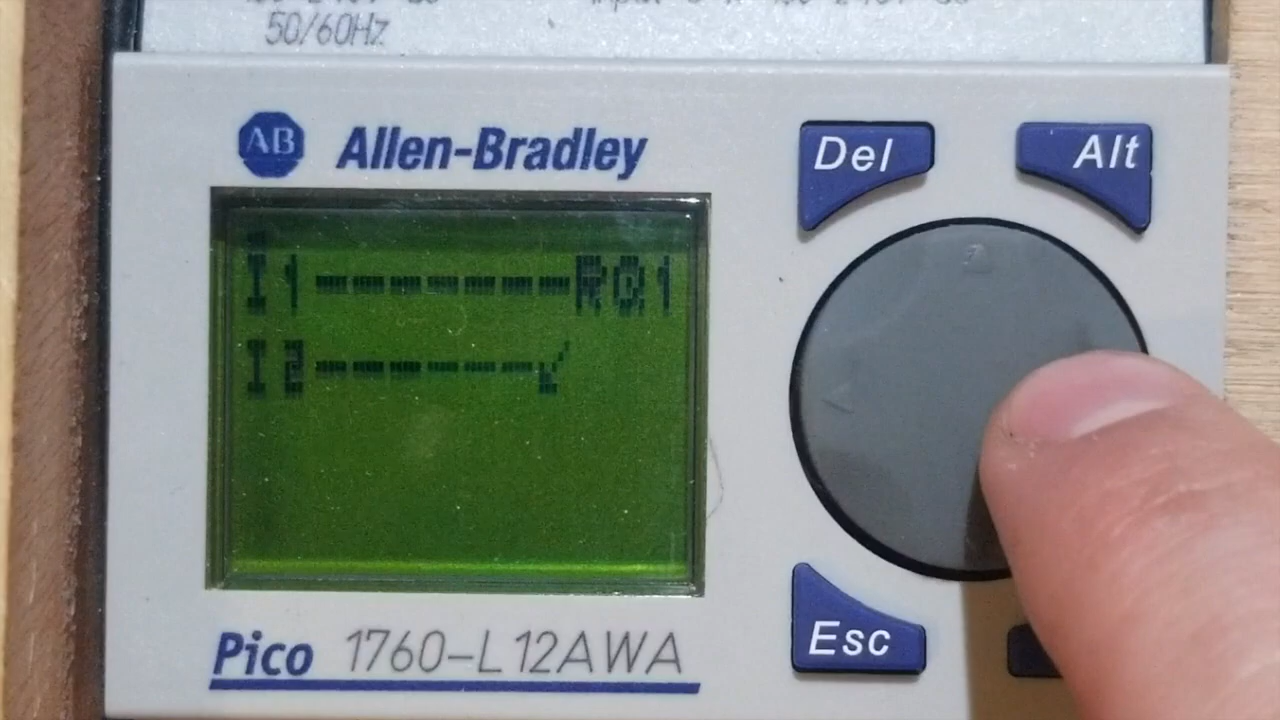 50/60Hz
AB Allen-Bradley
Del
Alt
I1-------RQ1
I2------
Esc
Pico 1760-L12AWA